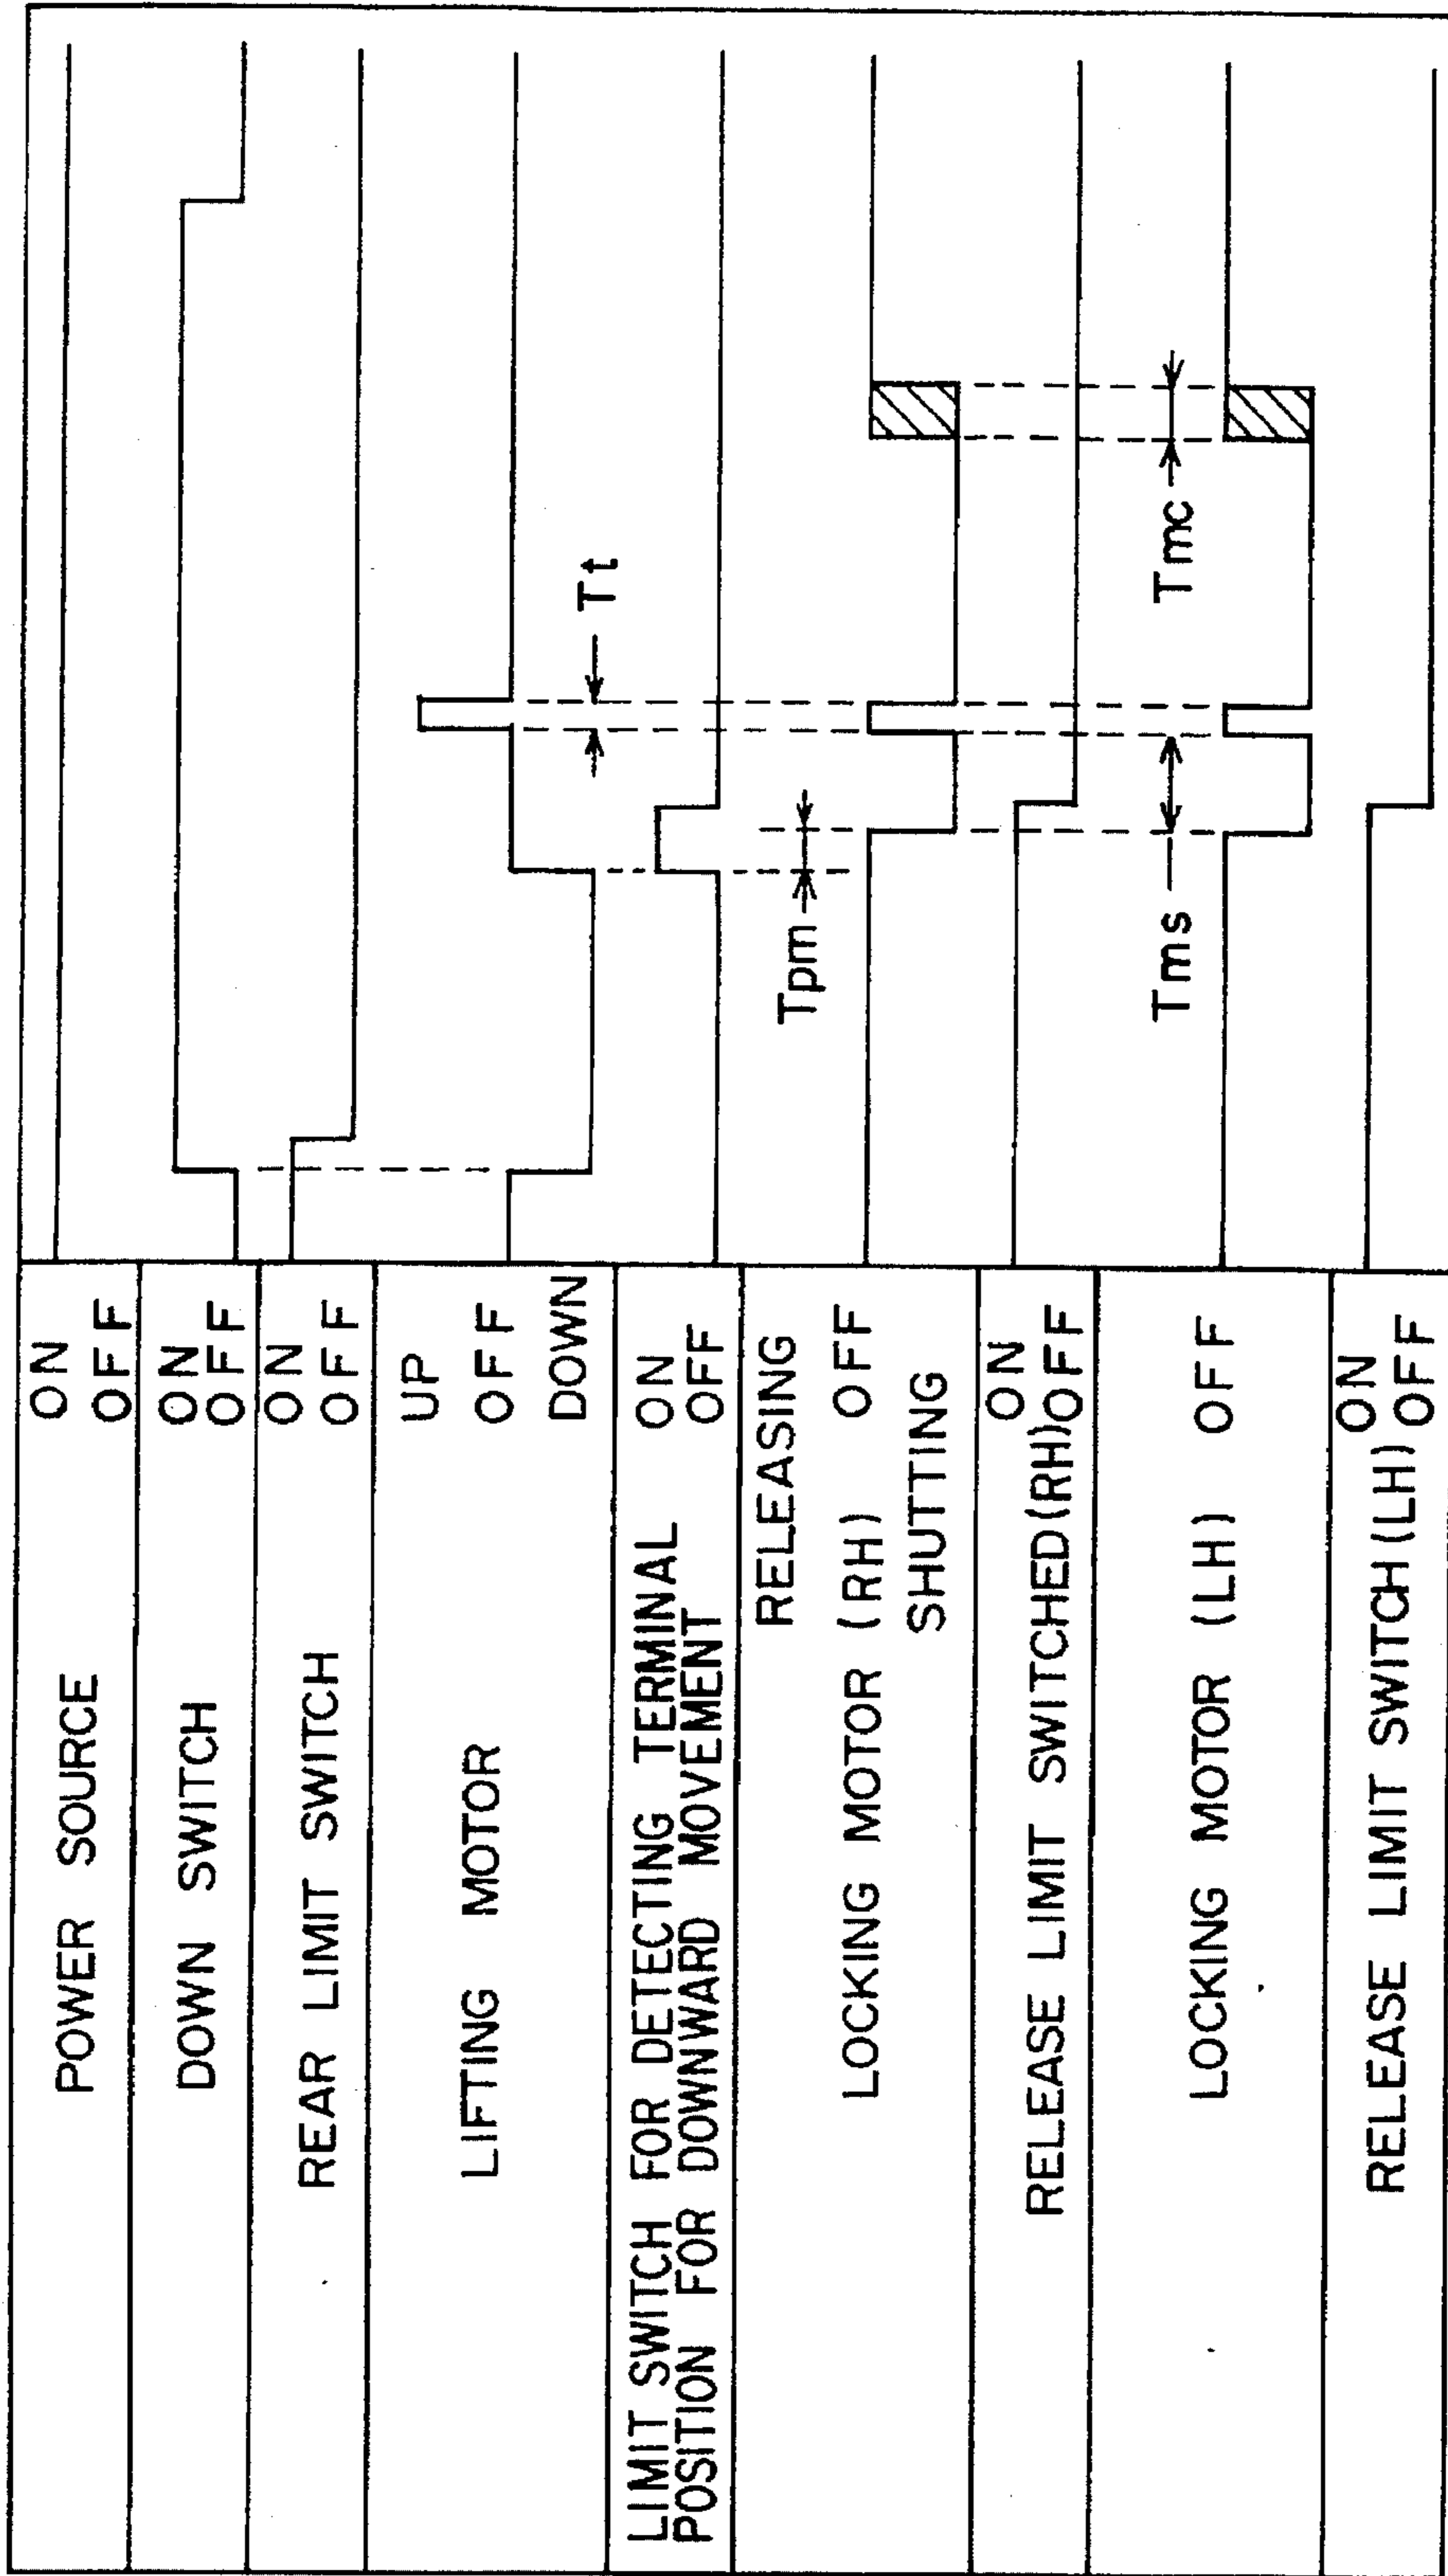 POWER SOURCE
ON
OFF
DOWN SWITCH
ON
OFF
REAR LIMIT SWITCH
ON
OFF
LIFTING MOTOR
UP
OFF
DOWN
Tt
LIMIT SWITCH FOR DETECTING TERMINAL
POSITION FOR DOWNWARD MOVEMENT
ON
OFF
LOCKING MOTOR (RH)
RELEASING
OFF
SHUTTING
Tpm
RELEASE LIMIT SWITCHED(RH)
ON
OFF
LOCKING MOTOR (LH)
OFF
Tms
Tmc
RELEASE LIMIT SWITCH(LH)
ON
OFF